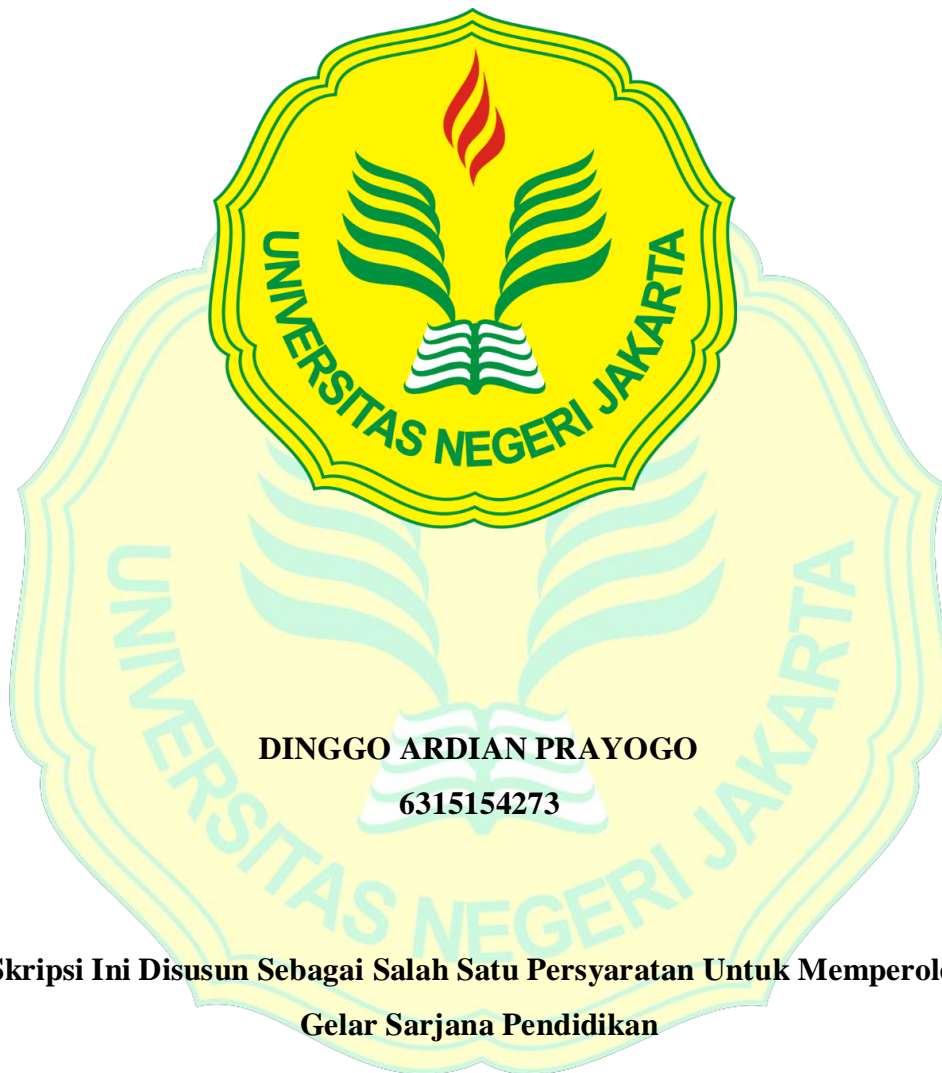 UNIVERSITAS NEGERI JAKARTA
UNIVERSITAS NEGERI JAKARTA
DINGGO ARDIAN PRAYOGO
6315154273
Skripsi Ini Disusun Sebagai Salah Satu Persyaratan Untuk
Gelar Sarjana Pendidikan